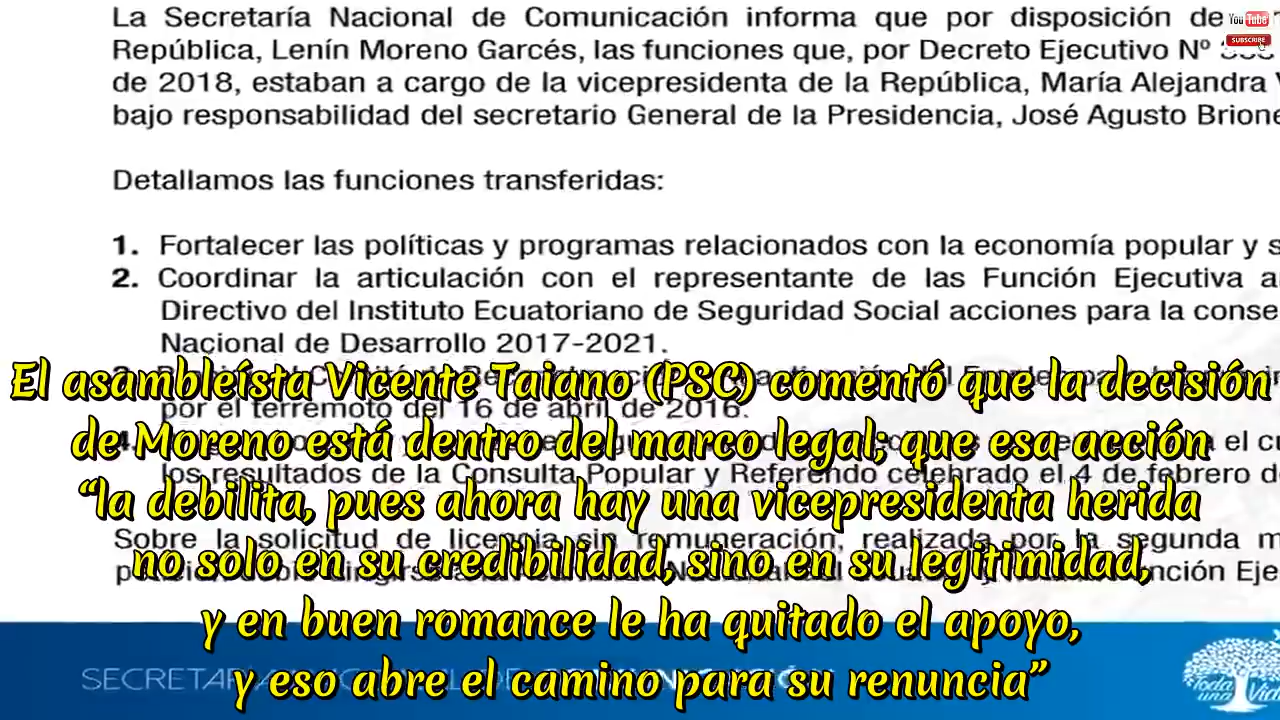 La Secretaría Nacional de Comunicación informa que por disposición de
You Tube
República, Lenín Moreno Garcés, las funciones que, por Decreto Ejecutivo Nº
SUBSCRIBE
de 2018, estaban a cargo de la vicepresidenta de la República, María Alejandra V
bajo responsabilidad del secretario General de la Presidencia, José Agusto Brione
Detallamos las funciones transferidas:
1. Fortalecer las políticas y programas relacionados con la economía popular y s
2. Coordinar la articulación con el representante de las Función Ejecutiva a
Directivo del Instituto Ecuatoriano de Seguridad Social acciones para la conse
Nacional de Desarrollo 2017-2021.
El asambleísta Vicente Taiano (PSC) comentó que la decisión
por el terremoto del 16 de abril de 2016.
de Moreno está dentro del marco legal; que esa acción
los resultados de la Consulta Popular y Referendo celebrado el 4 de febrero d
“la debilita, pues ahora hay una vicepresidenta herida
Sobre la solicitud de licencia sin remuneración, realizada por la segunda m
no solo en su credibilidad, sino en su legitimidad,
y en buen romance le ha quitado el apoyo,
y eso abre el camino para su renuncia”
toda una Vida